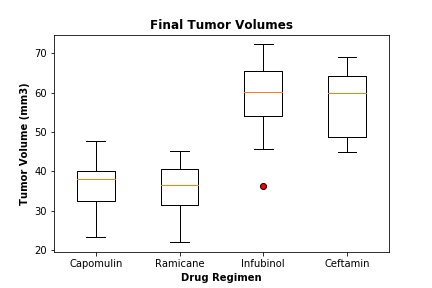 Final Tumor Volumes
Tumor Volume (mm3)
70
60
50
40
30
20
Capomulin Ramicane Infubinol Ceftamin
Drug Regimen